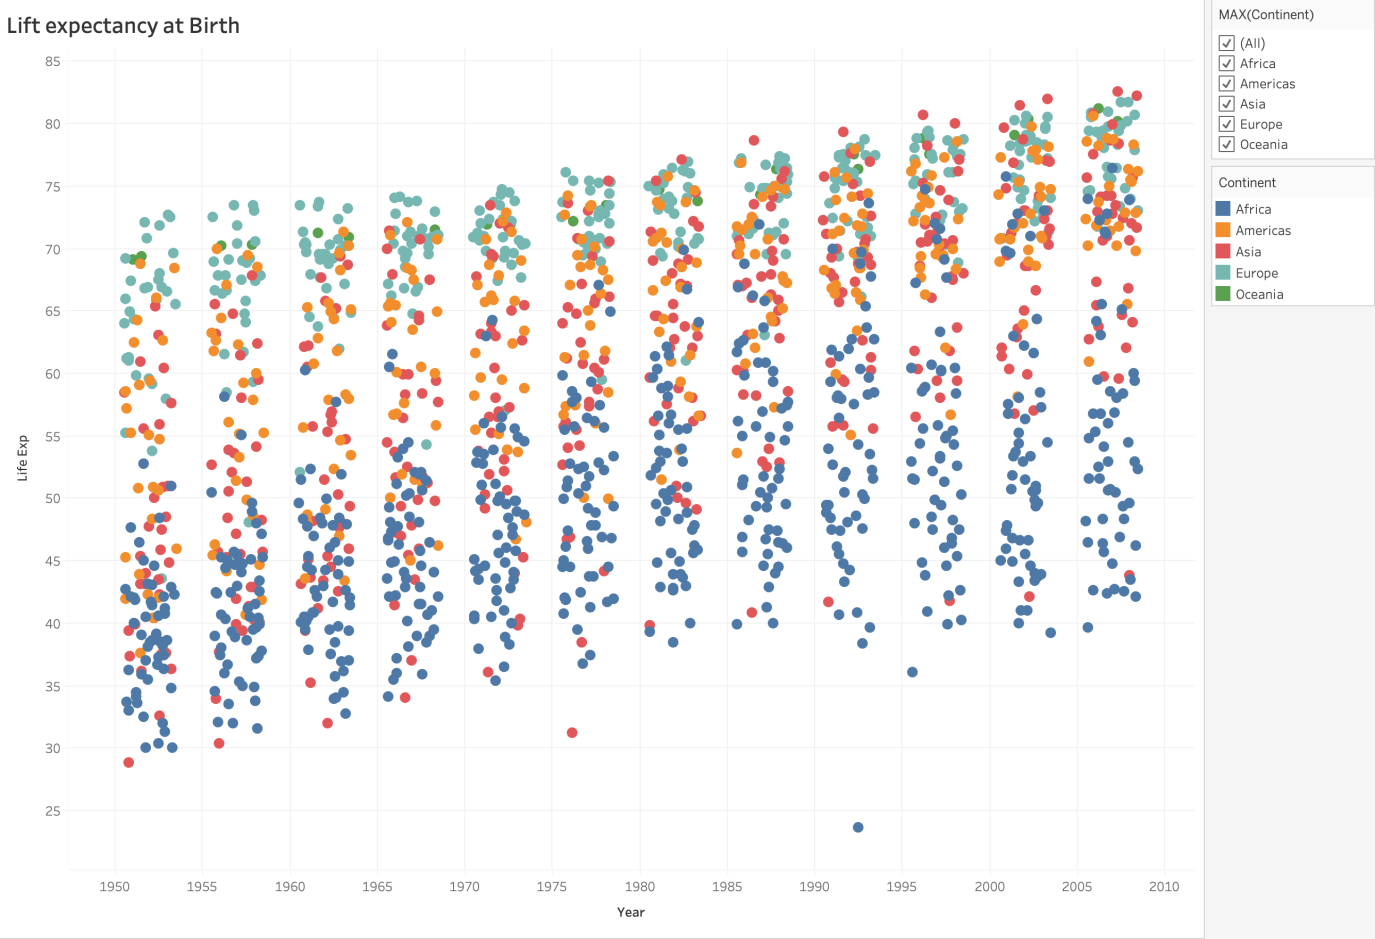 Lift expectancy at Birth
85
80
75
70
65
60
55
50
45
40
35
30
25
Life Exp
1950 1955 1960 1965 1970 1975 1980 1985 1990 1995 2000 2005 2010
Year
MAX(Continent)
(All)
Africa
Americas
Asia
Europe
Oceania
Continent
Africa
Americas
Asia
Europe
Oceania